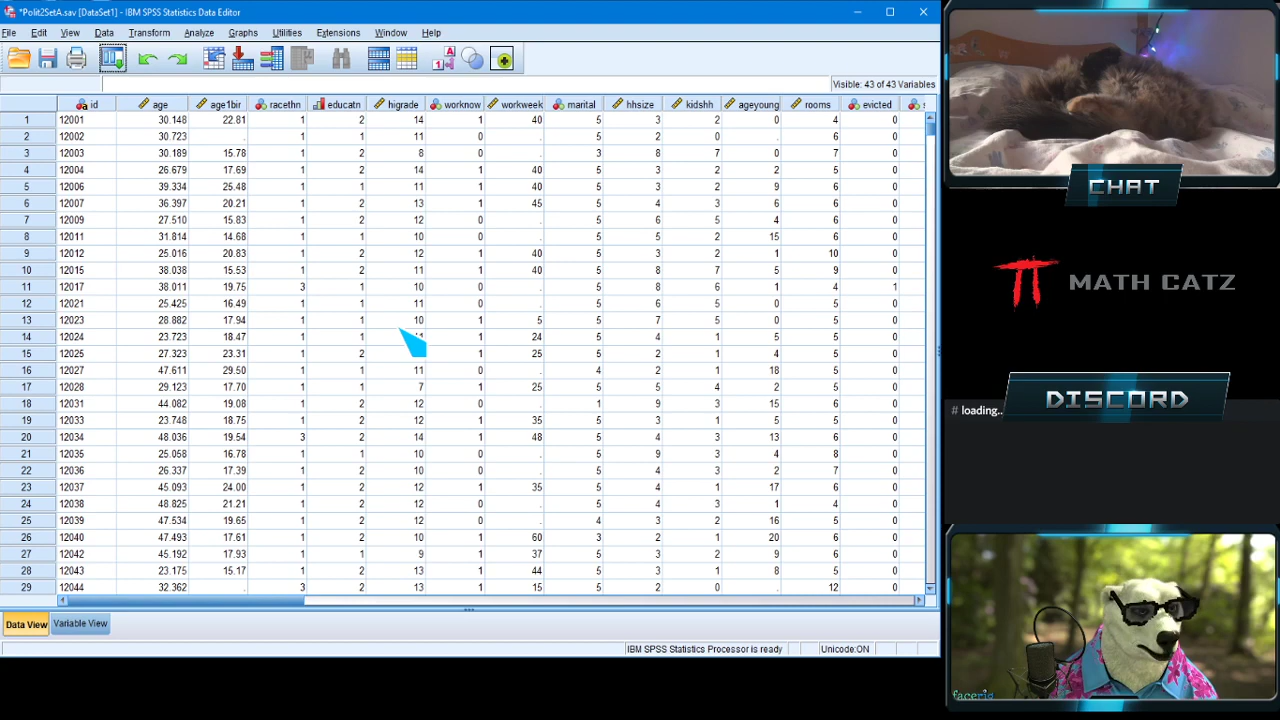 *Polit2SetA.sav [DataSet1] - IBM SPSS Statistics Data Editor
File Edit View Data Transform Analyze Graphs Utilities Extensions Window Help
Visible: 43 of 43 Variables
id age age1bir racethn educatn higrade worknow workweek marital hhsize kidshh ageyoung rooms evicted
1 12001 30.148 22.81 1 2 14 1 40 5 3 2 0 4 0
2 12002 30.723 . 1 1 11 0 . 5 2 0 . 6 0
3 12003 30.189 15.78 1 2 8 0 . 3 8 7 0 7 0
4 12004 26.679 17.69 1 2 14 1 40 5 3 2 2 5 0
5 12006 39.334 25.48 1 1 11 1 40 5 3 2 9 6 0
6 12007 36.397 20.21 1 2 13 1 45 5 4 3 6 6 0
7 12009 27.510 15.83 1 2 12 0 . 5 6 5 4 6 0
8 12011 31.814 14.68 1 1 10 0 . 5 5 2 15 6 0
9 12012 25.016 20.83 1 2 12 1 40 5 3 2 1 10 0
10 12015 38.038 15.53 1 2 11 1 40 5 8 7 5 9 0
11 12017 38.011 19.75 3 1 10 0 . 5 8 6 1 4 1
12 12021 25.425 16.49 1 1 11 0 . 5 6 5 0 5 0
13 12023 28.882 17.94 1 1 10 1 5 5 7 5 0 5 0
14 12024 23.723 18.47 1 1 1 24 5 4 1 5 5 0
15 12025 27.323 23.31 1 2 1 25 5 2 1 4 5 0
16 12027 47.611 29.50 1 1 11 0 . 4 2 1 18 5 0
17 12028 29.123 17.70 1 1 7 1 25 5 5 4 2 5 0
18 12031 44.082 19.08 1 2 12 0 . 1 9 3 15 6 0
19 12033 23.748 18.75 1 2 12 1 35 5 3 1 5 5 0
20 12034 48.036 19.54 3 2 14 1 48 5 4 3 13 6 0
21 12035 25.058 16.78 1 1 10 0 . 5 9 3 4 8 0
22 12036 26.337 17.39 1 2 10 0 . 5 4 3 2 7 0
23 12037 45.093 24.00 1 2 12 1 35 5 4 1 17 6 0
24 12038 48.825 21.21 1 2 12 0 . 5 3 1 1 4 0
25 12039 47.534 19.65 1 2 12 0 . 4 3 2 16 5 0
26 12040 47.493 17.61 1 2 10 1 60 3 2 1 20 6 0
27 12042 45.192 17.93 1 1 9 1 37 5 3 2 9 6 0
28 12043 23.175 15.17 1 2 13 1 44 5 3 1 8 5 0
29 12044 32.362 . 3 2 13 1 15 5 2 0 . 12 0
Data View Variable View
IBM SPSS Statistics Processor is ready Unicode:ON
CHAT
MATH CATZ
DISCORD
# loading..
facerig